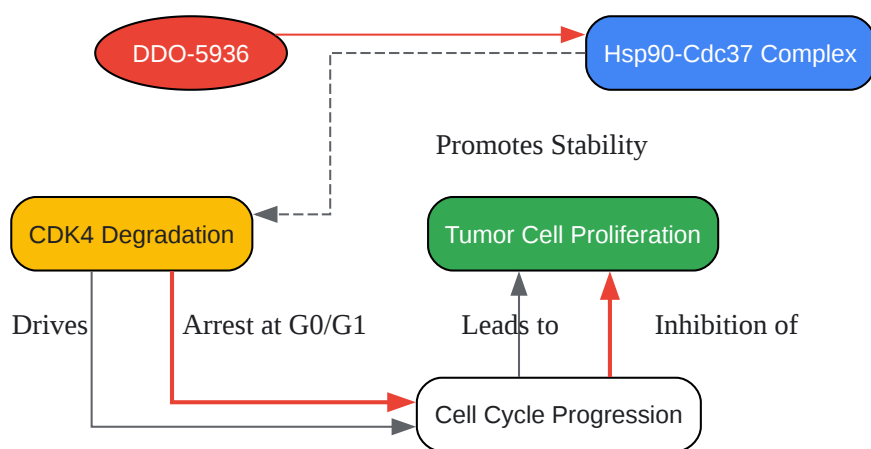 DDO-5936
Hsp90-Cdc37 Complex
Promotes Stability
CDK4 Degradation
Tumor Cell Proliferation
Drives
Arrest at G0/G1
Leads to
Inhibition of
Cell Cycle Progression